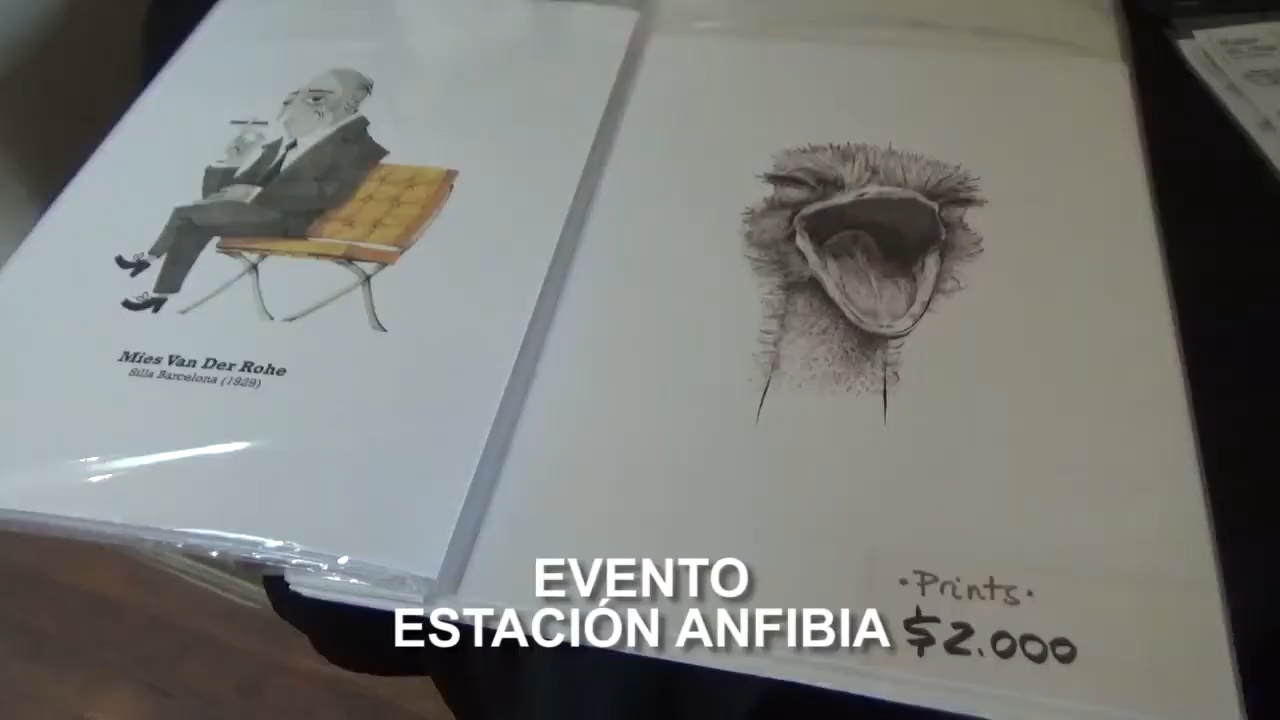 Mies Van Der Rohe
Silla Barcelona (1929)
EVENTO
ESTACIÓN ANFIBIA
·Prints·
$2.000